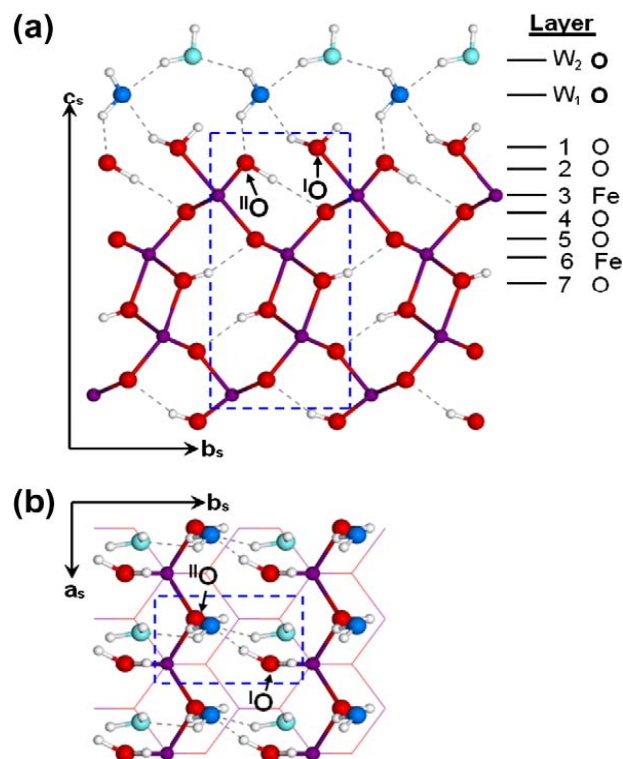 (a)
Layer
W₂ O
W₁ O
cₛ
1 O
2 O
ᴵᴵO
ᴵO
3 Fe
4 O
5 O
6 Fe
7 O
bₛ
(b)
bₛ
aₛ
ᴵᴵO
ᴵO